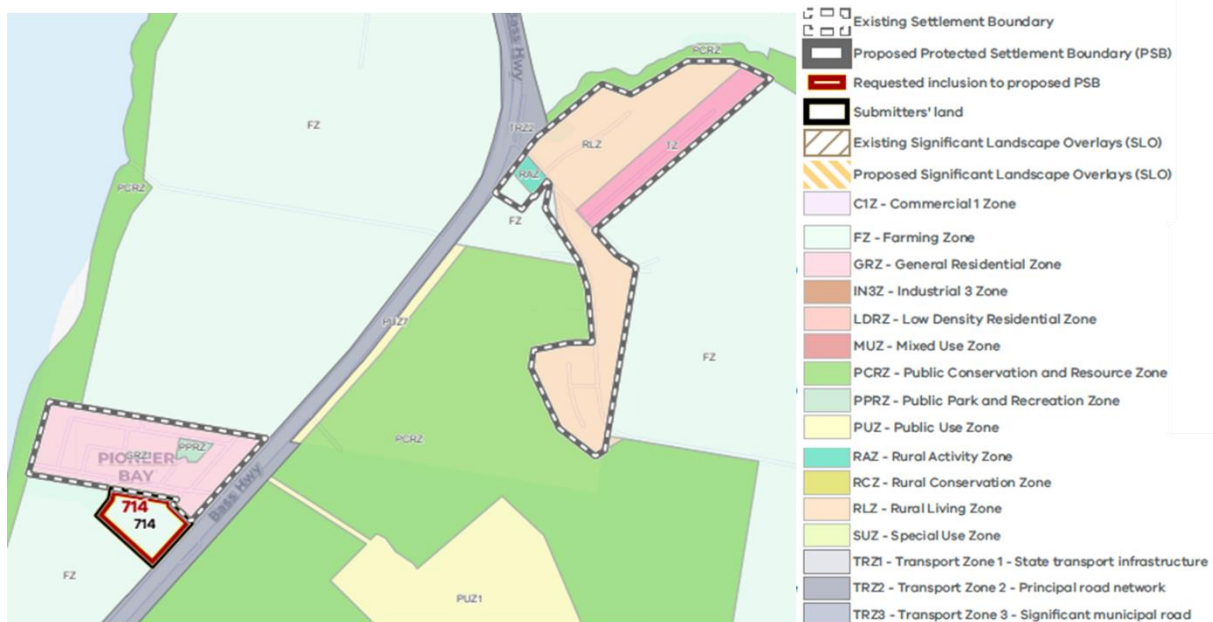 Bass Hwy
PCRZ
FZ
TRZ2
RLZ
TZ
RAZ
PCRZ
FZ
PUZ7
FZ
PPRZ
GRZ1
PIONEER
BAY
PCRZ
Bass Hwy
714
714
FZ
PUZ1
Existing Settlement Boundary
Proposed Protected Settlement Boundary (PSB)
Requested inclusion to proposed PSB
Submitters' land
Existing Significant Landscape Overlays (SLO)
Proposed Significant Landscape Overlays (SLO)
C1Z - Commercial 1 Zone
FZ - Farming Zone
GRZ - General Residential Zone
IN3Z - Industrial 3 Zone
LDRZ - Low Density Residential Zone
MUZ - Mixed Use Zone
PCRZ - Public Conservation and Resource Zone
PPRZ - Public Park and Recreation Zone
PUZ - Public Use Zone
RAZ - Rural Activity Zone
RCZ - Rural Conservation Zone
RLZ - Rural Living Zone
SUZ - Special Use Zone
TRZ1 - Transport Zone 1 - State transport infrastructure
TRZ2 - Transport Zone 2 - Principal road network
TRZ3 - Transport Zone 3 - Significant municipal road